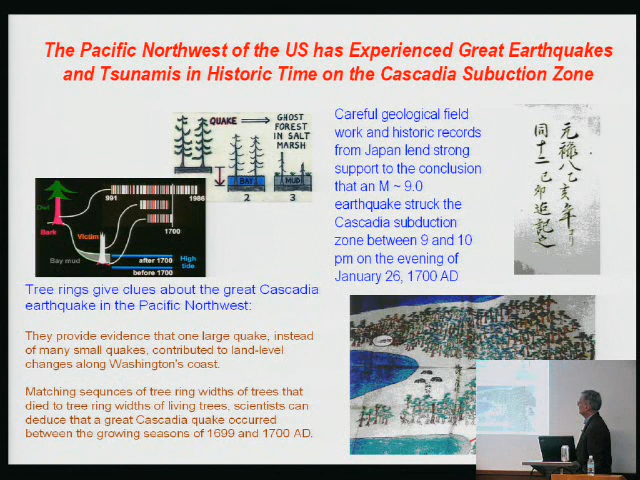 The Pacific Northwest of the US has Experienced Great Earthquakes
and Tsunamis in Historic Time on the Cascadia Subuction Zone
QUAKE
GHOST
FOREST
IN SALT
MARSH
BAY
MUD
2
3
991
1986
Bark
Victim
1700
Bay mud
after 1700
before 1700
High
tide
Careful geological field
work and historic records
from Japan lend strong
support to the conclusion
that an M ~ 9.0
earthquake struck the
Cascadia subduction
zone between 9 and 10
pm on the evening of
January 26, 1700 AD
元禄八乙亥年ヨリ
同十二己卯追記之
Tree rings give clues about the great Cascadia
earthquake in the Pacific Northwest:
They provide evidence that one large quake, instead
of many small quakes, contributed to land-level
changes along Washington's coast.
Matching sequnces of tree ring widths of trees that
died to tree ring widths of living trees, scientists can
deduce that a great Cascadia quake occurred
between the growing seasons of 1699 and 1700 AD.